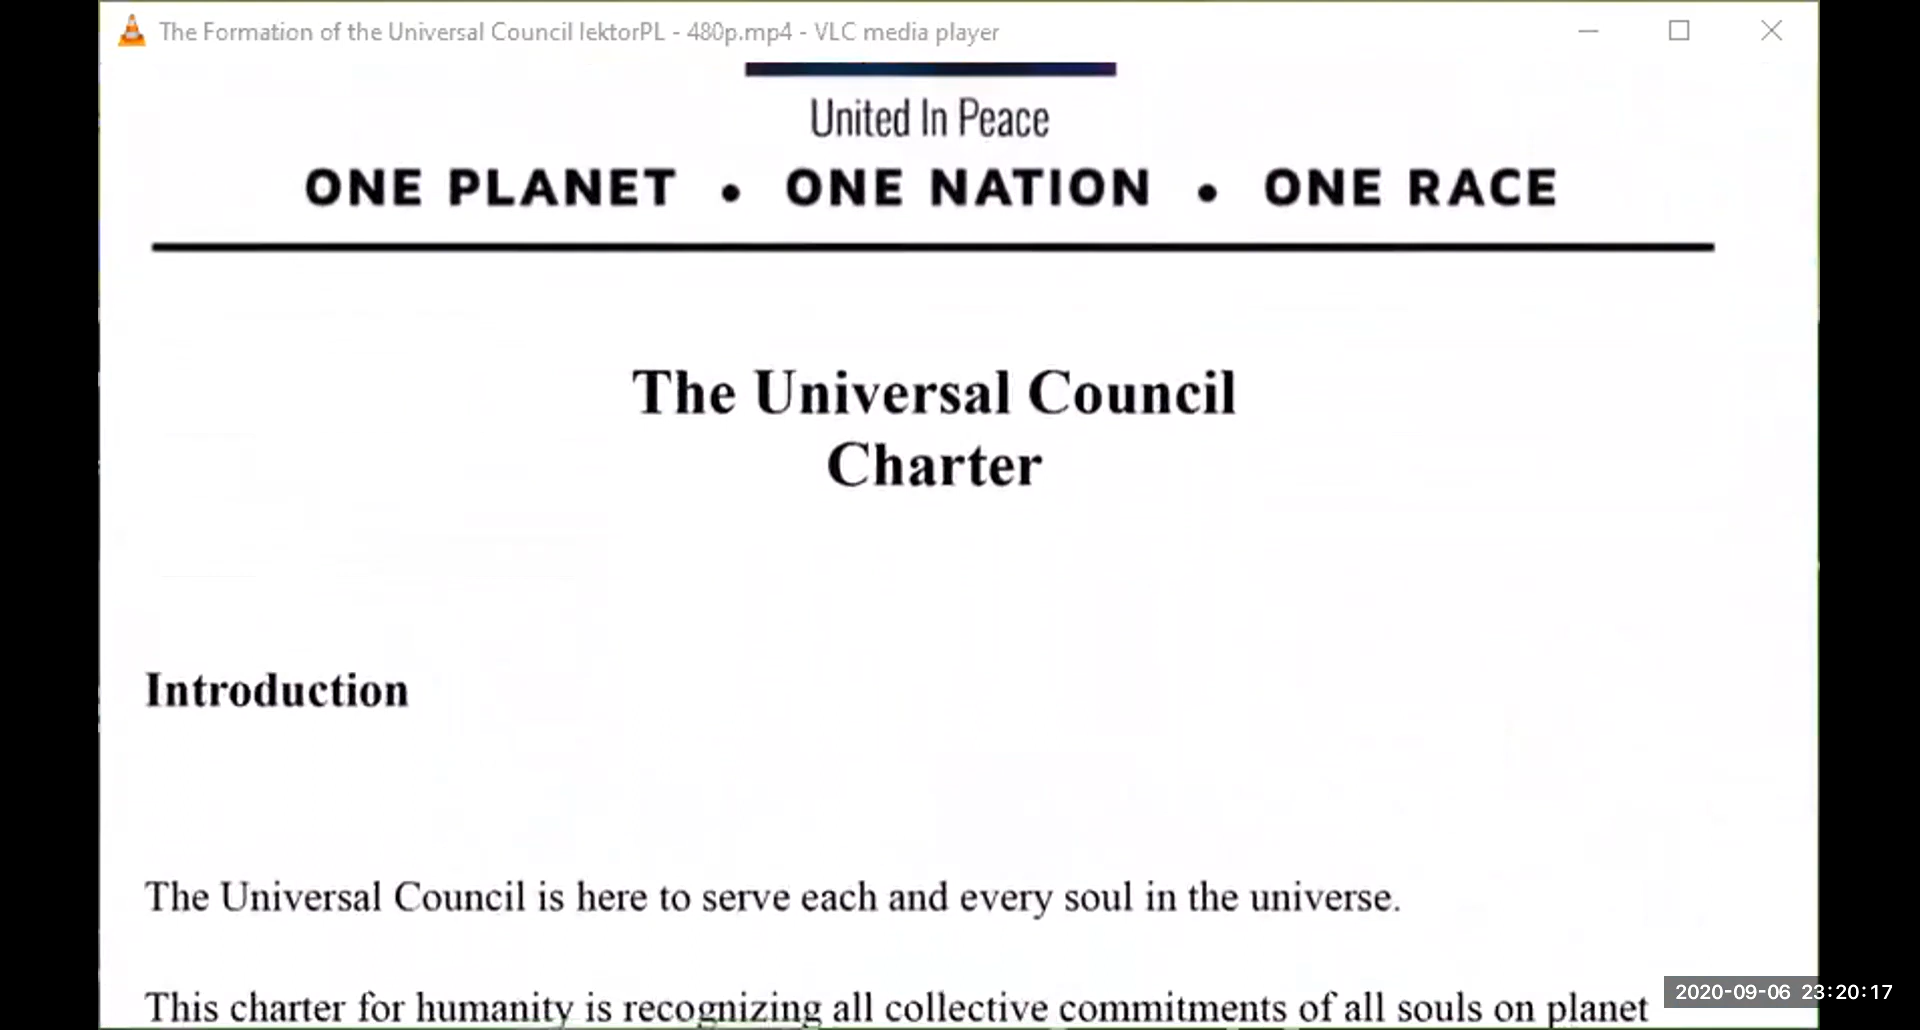 The Formation of the Universal Council lektorPL - 480p.mp4 - VLC media player
United In Peace
ONE PLANET • ONE NATION • ONE RACE
The Universal Council
Charter
Introduction
The Universal Council is here to serve each and every soul in the universe.
This charter for humanity is recognizing all collective commitments of all souls on planet
2020-09-06 23:20:17